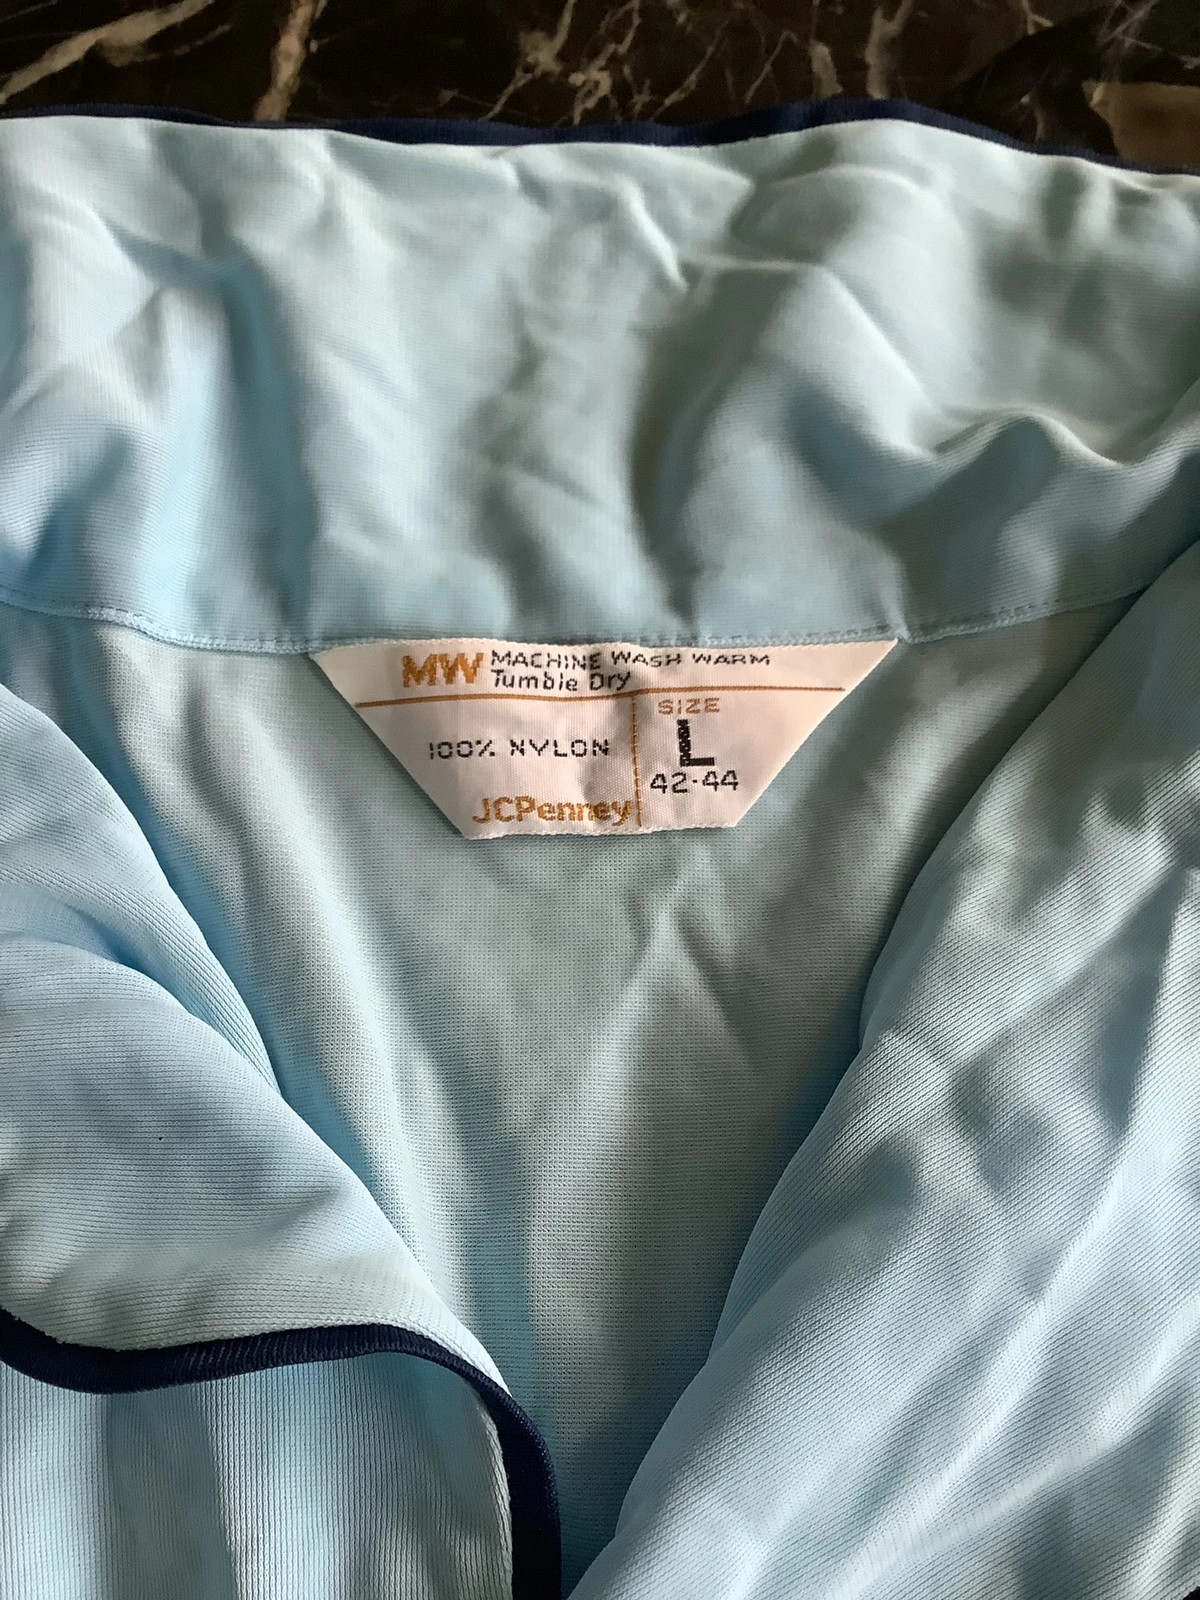 MW MACHINE WASH WARM
Tumble Dry
100% NYLON
JCPenney
SIZE
L
42-44